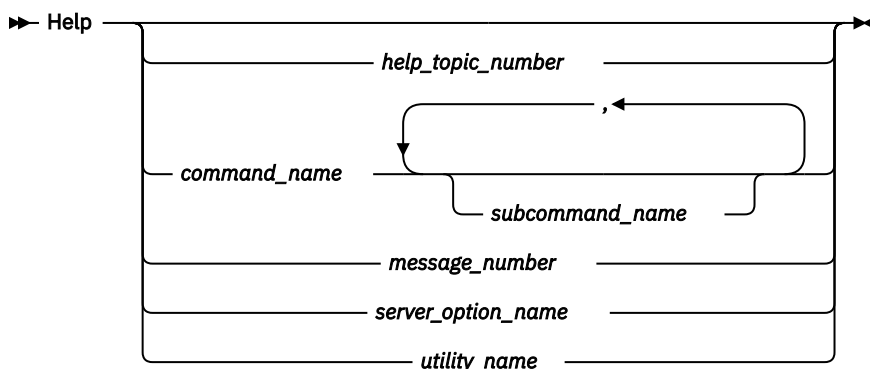 Help
help_topic_number
,
command_name
subcommand_name
message_number
server_option_name
utility_name